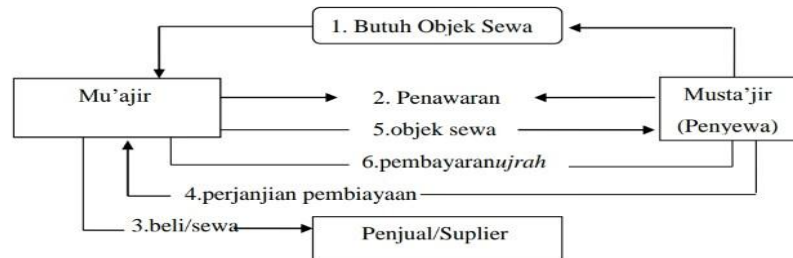 1. Butuh Objek Sewa
Mu'ajir
2. Penawaran
Musta'jir
(Penyewa)
5.objek sewa
6.pembayaranujrah
4.perjanjian pembiayaan
3.beli/sewa
Penjual/Suplier